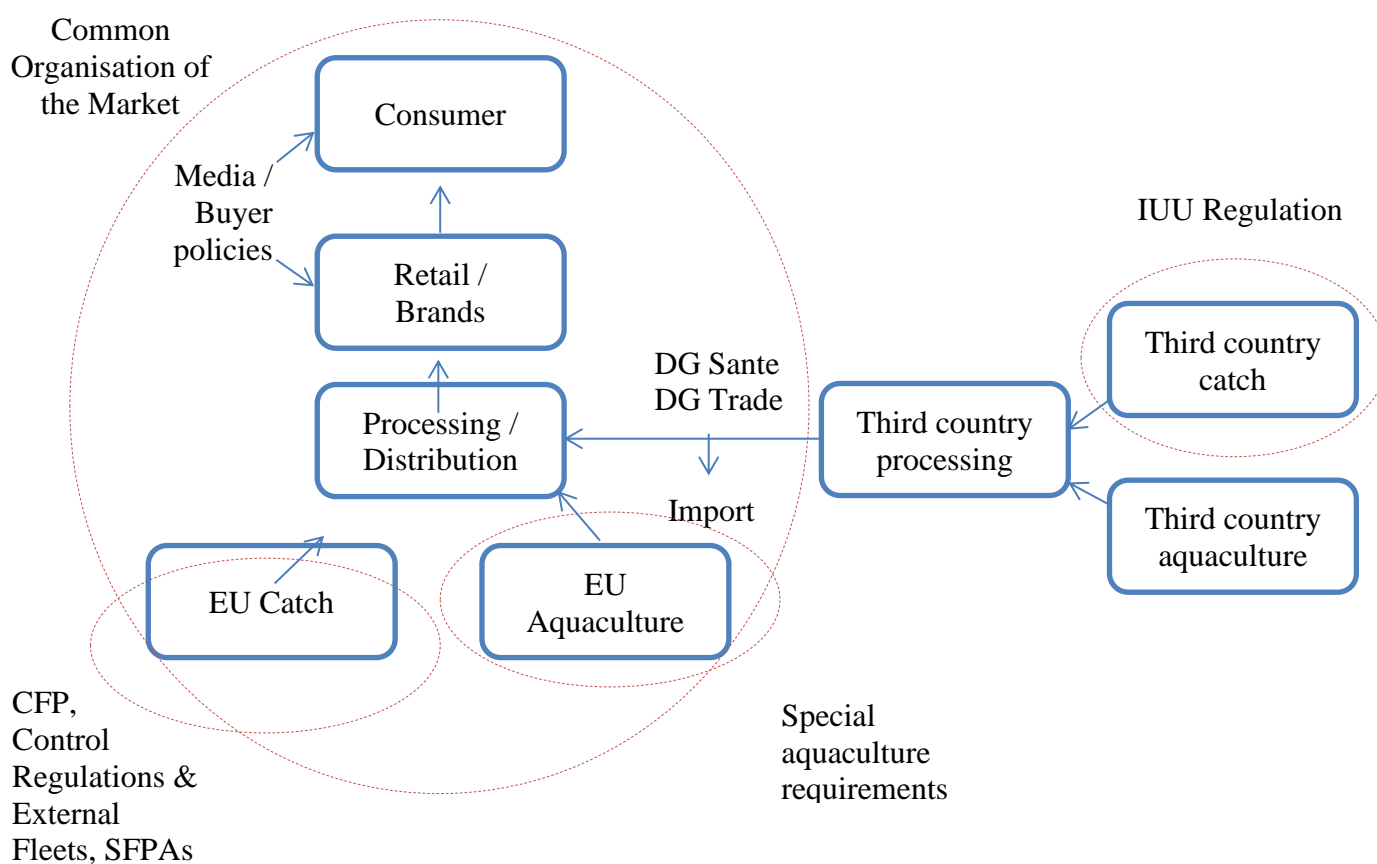 Common
Organisation of
the Market
Consumer
Media /
Buyer
policies
IUU Regulation
Retail /
Brands
Third country
catch
DG Sante
DG Trade
Processing /
Distribution
Third country
processing
Import
Third country
aquaculture
EU Catch
EU
Aquaculture
CFP,
Control
Regulations &
External
Fleets, SFPAs
Special
aquaculture
requirements